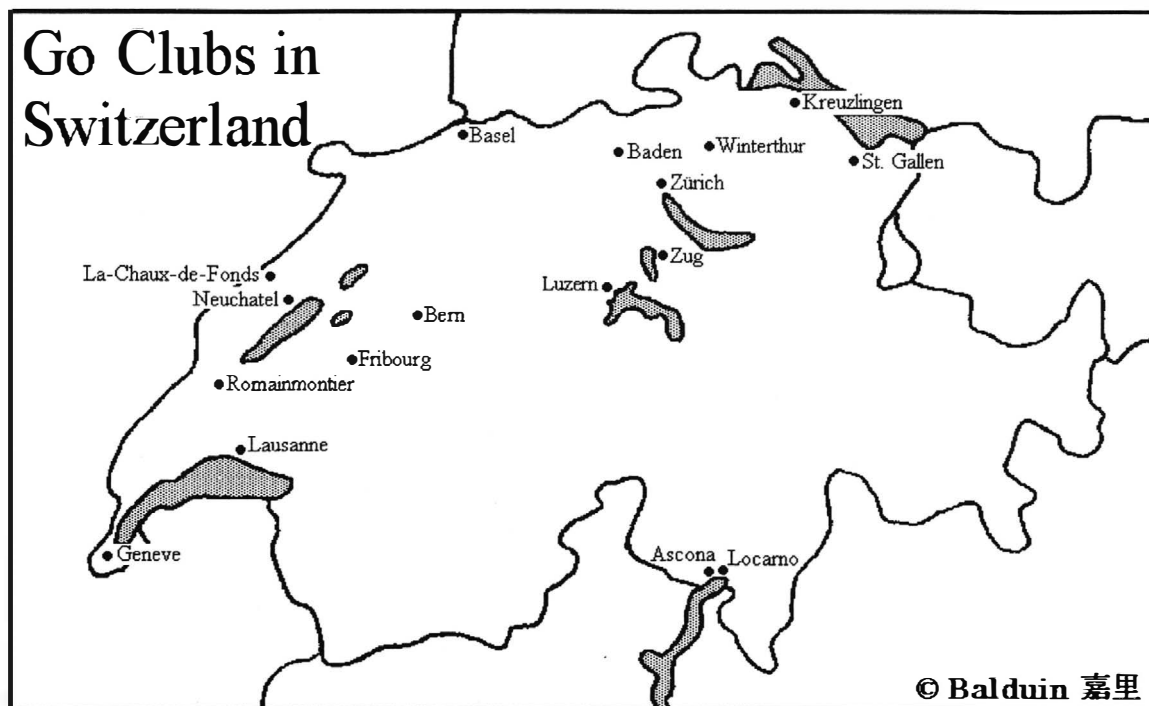 Go Clubs in
Switzerland
Kreuzlingen
Basel
Baden
Winterthur
St. Gallen
Zürich
Zug
La-Chaux-de-Fonds
Neuchatel
Luzern
Bern
Fribourg
Romainmontier
Lausanne
Geneve
Ascona
Locarno
© Balduin 嘉里